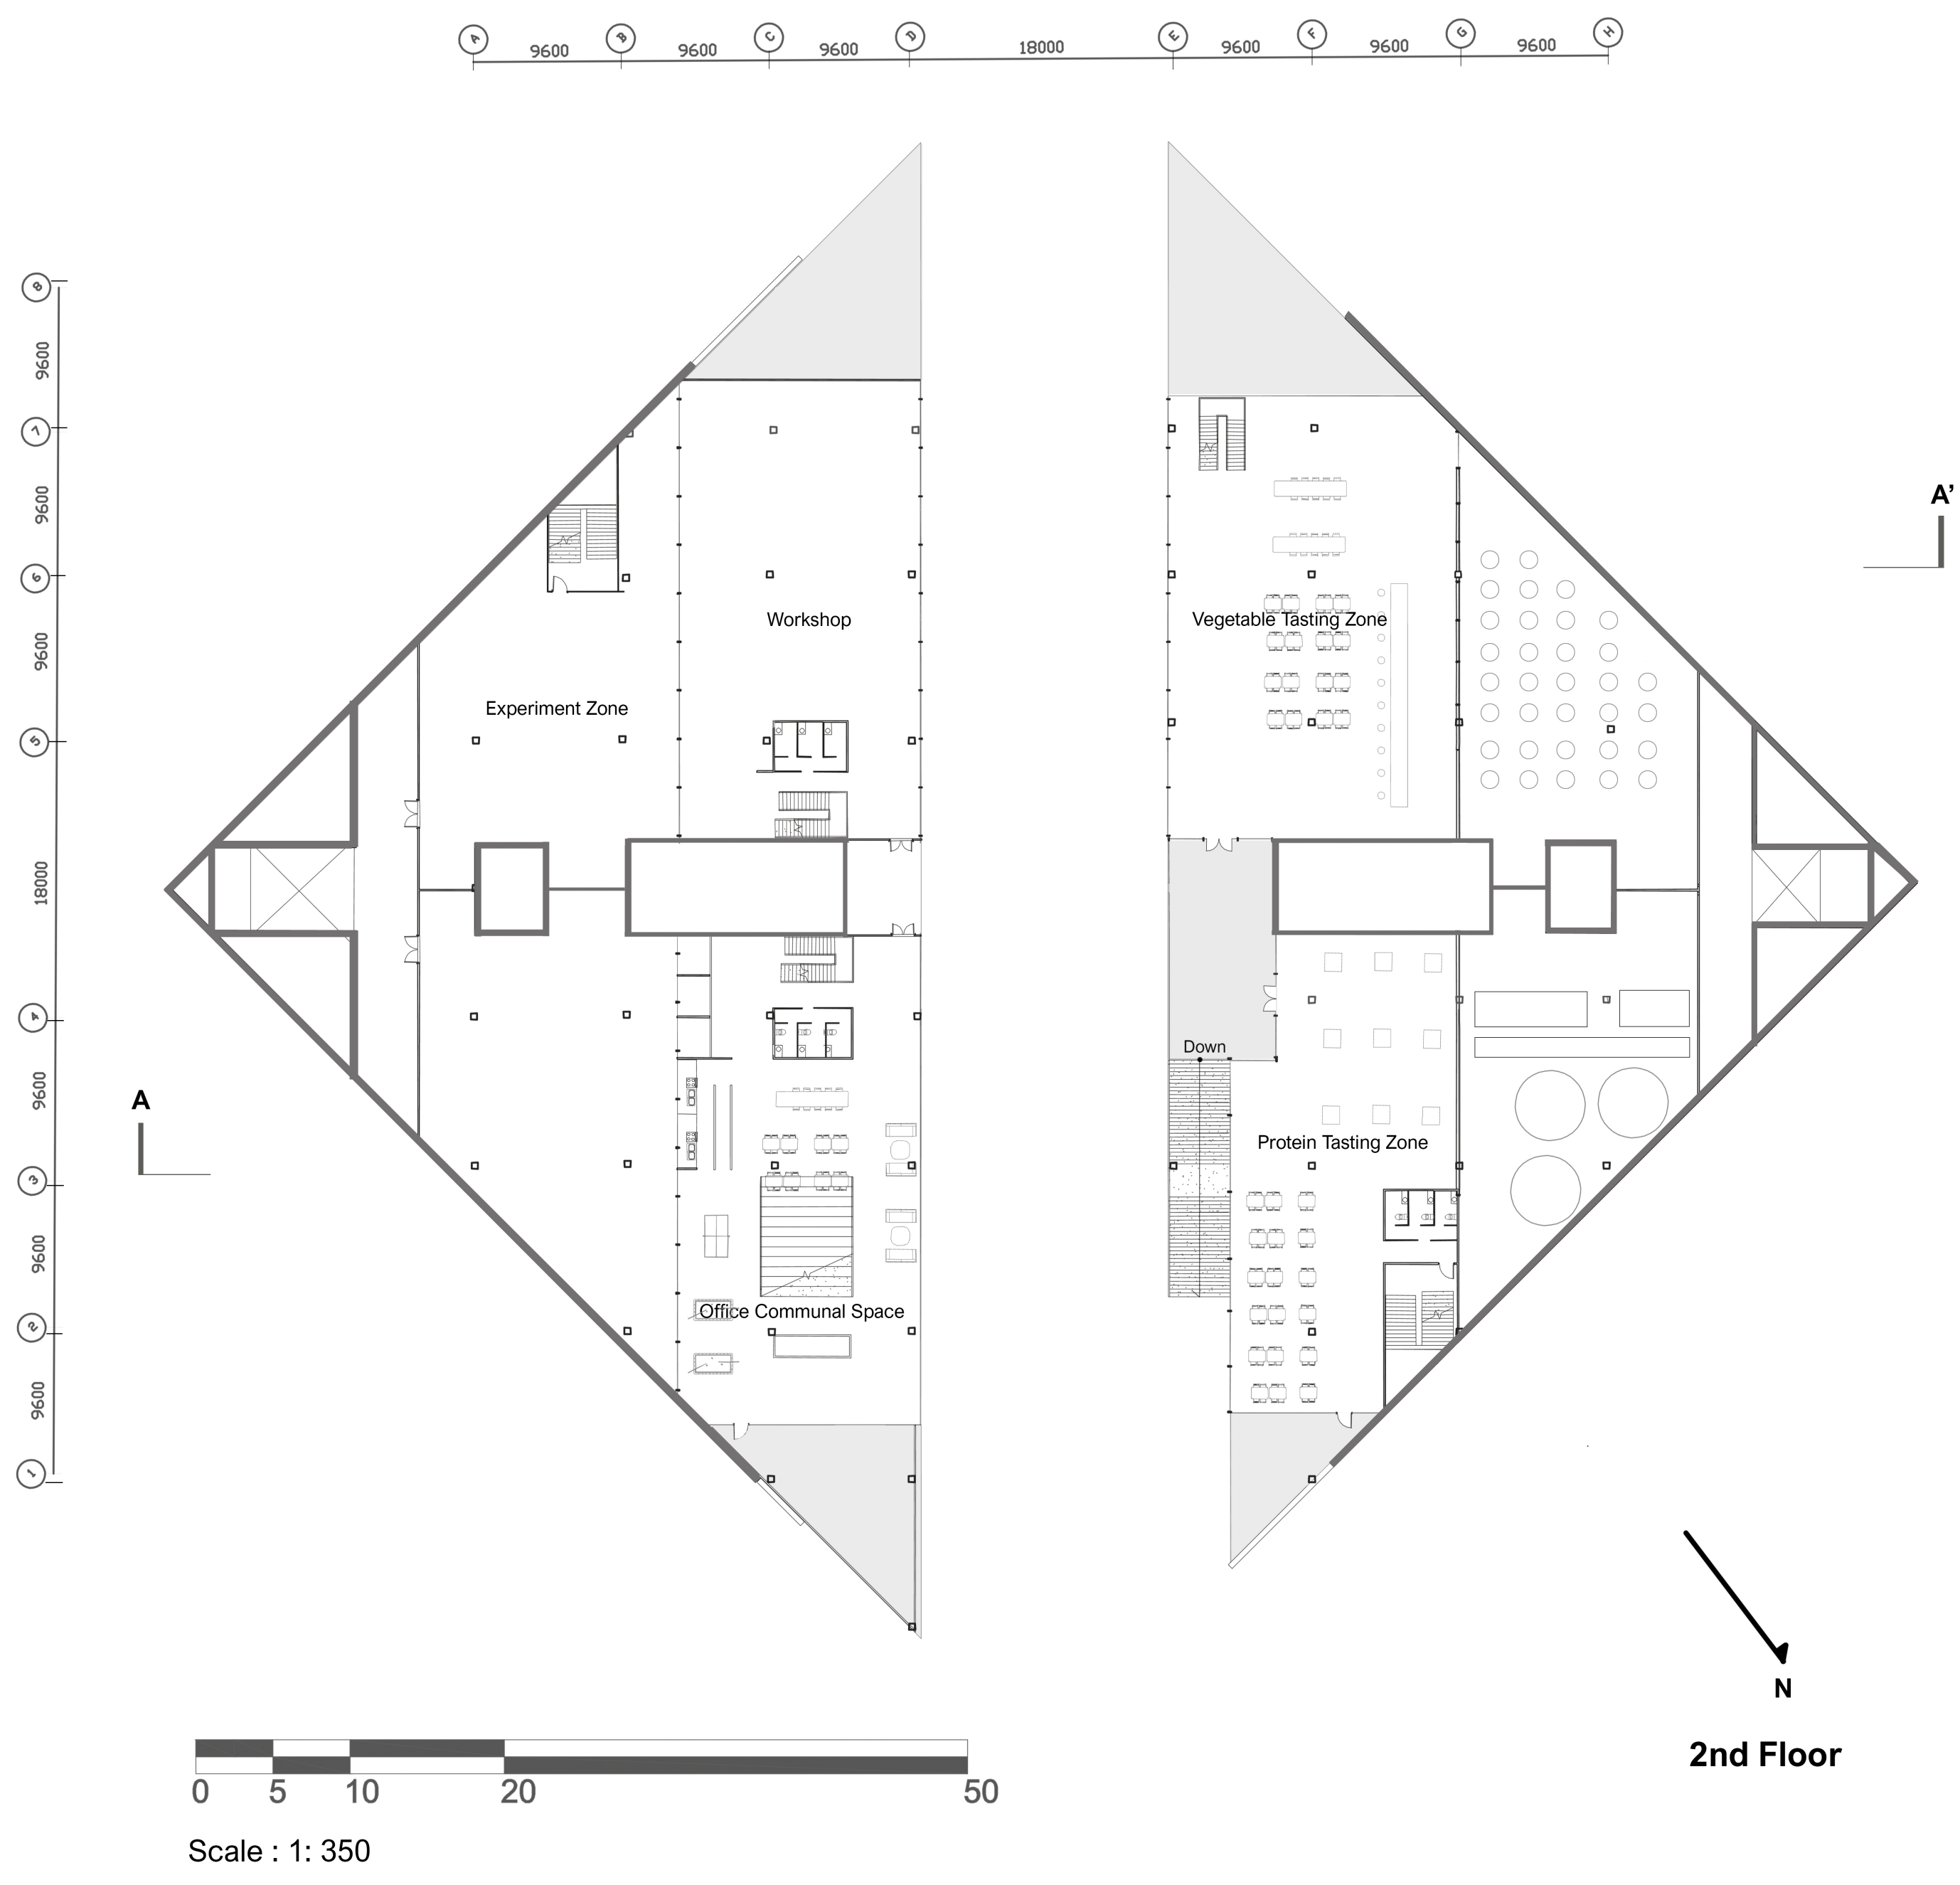 A B C D E F G H
9600 9600 9600 18000 9600 9600 9600
8
9600
7
9600
6
9600
5
18000
4
9600
3
9600
2
9600
1
A’
Workshop
Vegetable Tasting Zone
Experiment Zone
Down
A
Protein Tasting Zone
Office Communal Space
N
2nd Floor
0 5 10 20 50
Scale : 1: 350